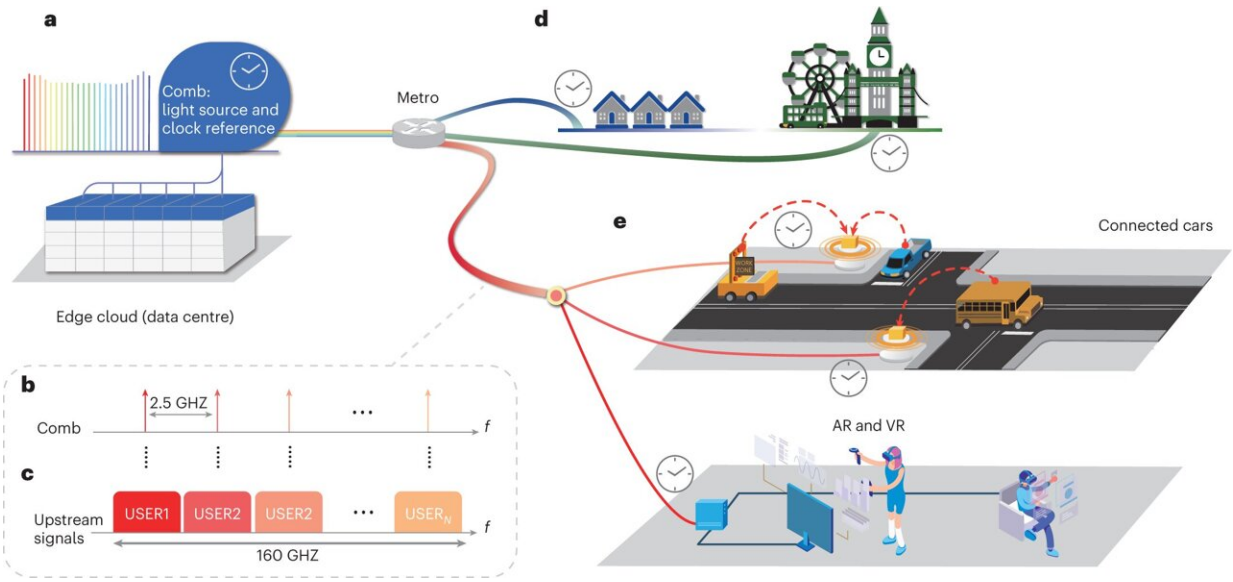 a
Comb:
light source and
clock reference
Edge cloud (data centre)
Metro
d
e
Connected cars
WORK
ZONE
AR and VR
b
2.5 GHZ
...
Comb
f
c
USER1 USER2 USER2 ... USERN
Upstream
signals
f
160 GHZ